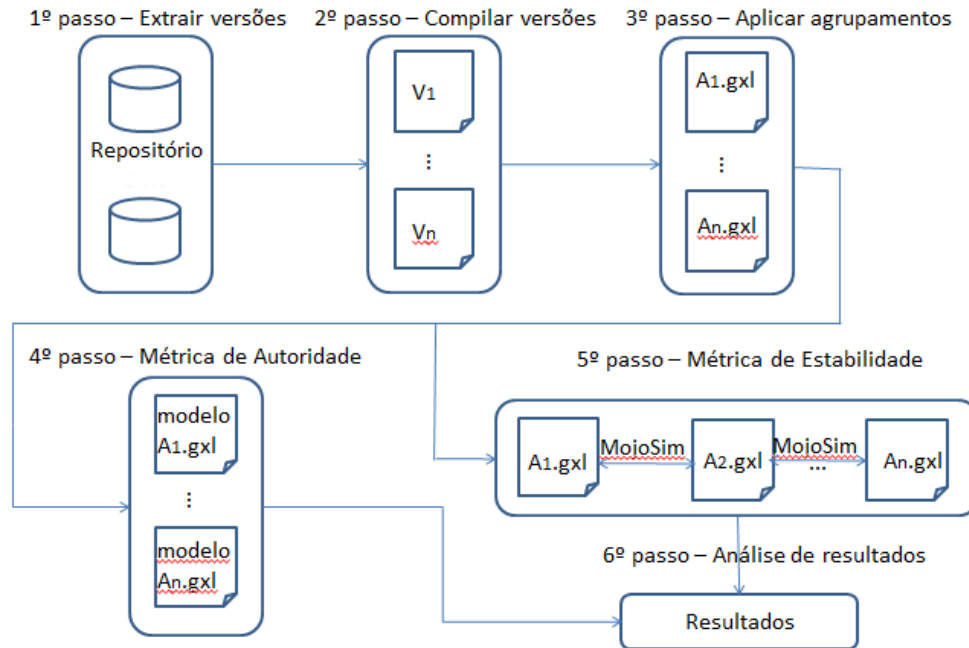 1º passo – Extrair versões
2º passo – Compilar versões
3º passo – Aplicar agrupamentos
Repositório
V1
⋮
Vn
A1.gxl
⋮
An.gxl
4º passo – Métrica de Autoridade
modelo
A1.gxl
⋮
modelo
An.gxl
5º passo – Métrica de Estabilidade
A1.gxl
MojoSim
A2.gxl
MojoSim
...
An.gxl
6º passo – Análise de resultados
Resultados